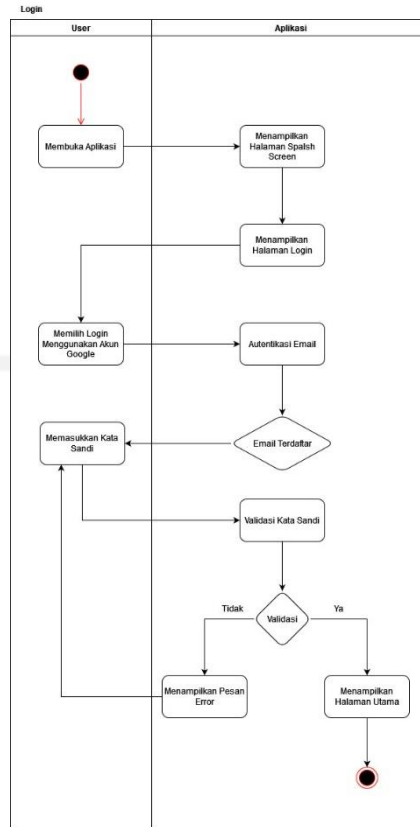 Login
User
Aplikasi
Membuka Aplikasi
Menampilkan
Halaman Spalsh
Screen
Menampilkan
Halaman Login
Memilih Login
Menggunakan Akun
Google
Autentikasi Email
Memasukkan Kata
Sandi
Email Terdaftar
Validasi Kata Sandi
Tidak
Validasi
Ya
Menampilkan Pesan
Error
Menampilkan
Halaman Utama